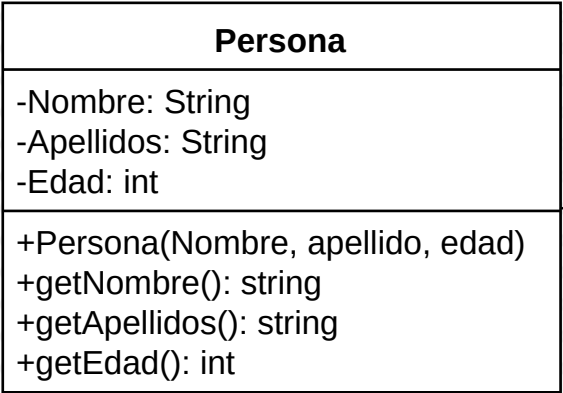 Persona
-Nombre: String
-Apellidos: String
-Edad: int
+Persona(Nombre, apellido, edad)
+getNombre(): string
+getApellidos(): string
+getEdad(): int